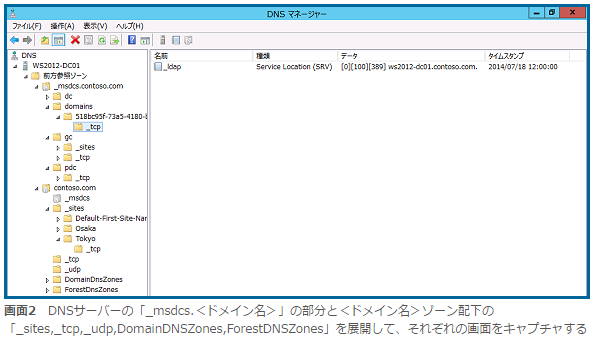 DNS マネージャー
ファイル(F) 操作(A) 表示(V) ヘルプ(H)
DNS
WS2012-DC01
前方参照ゾーン
_msdcs.contoso.com
dc
domains
518bc95f-73a5-4180-
_tcp
gc
_sites
_tcp
pdc
_tcp
contoso.com
_msdcs
_sites
Default-First-Site-Nar
Osaka
Tokyo
_tcp
_tcp
_udp
DomainDnsZones
ForestDnsZones
名前 種類 データ タイムスタンプ
_ldap Service Location (SRV) [0][100][389] ws2012-dc01.contoso.com. 2014/07/18 12:00:00
画面2 DNSサーバーの「_msdcs.＜ドメイン名＞」の部分と＜ドメイン名＞ゾーン配下の
「_sites,_tcp,_udp,DomainDNSZones,ForestDNSZones」を展開して、それぞれの画面をキャプチャする